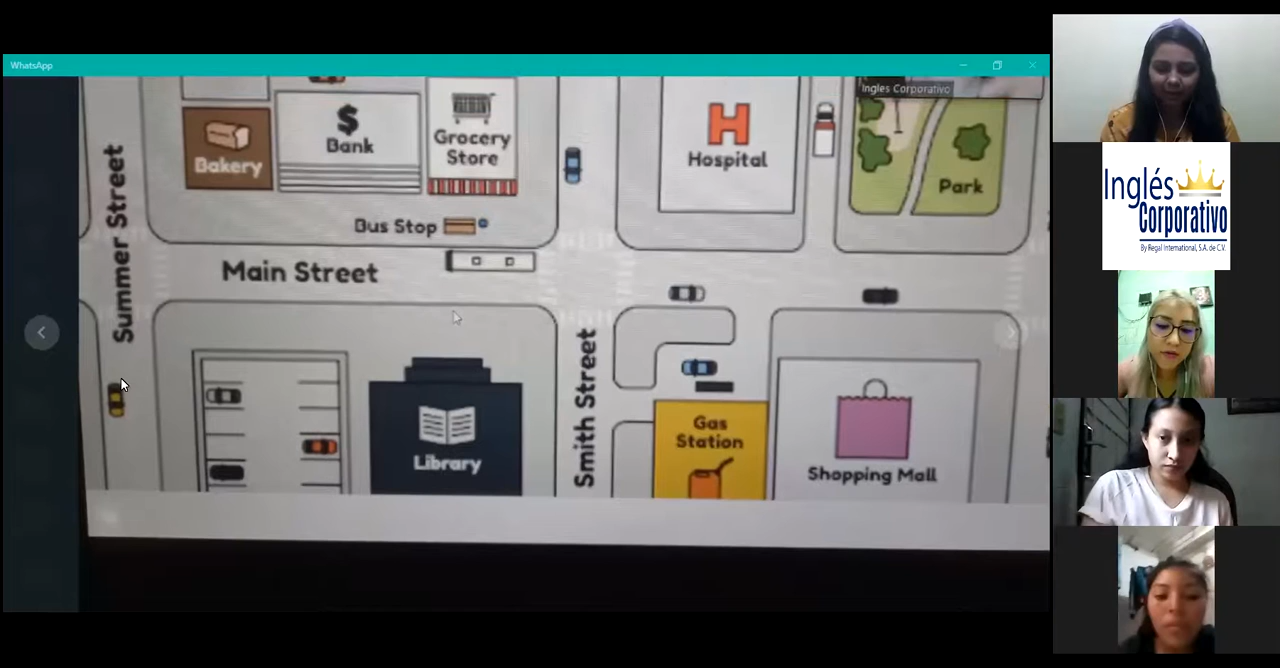 WhatsApp
Ingles Corporativo
$
Bank
Grocery
Store
H
Hospital
Bakery
Park
Summer Street
Bus Stop
Main Street
Smith Street
Library
Gas
Station
Shopping Mall
Inglés
Corporativo
By Regal International, S.A. de C.V.